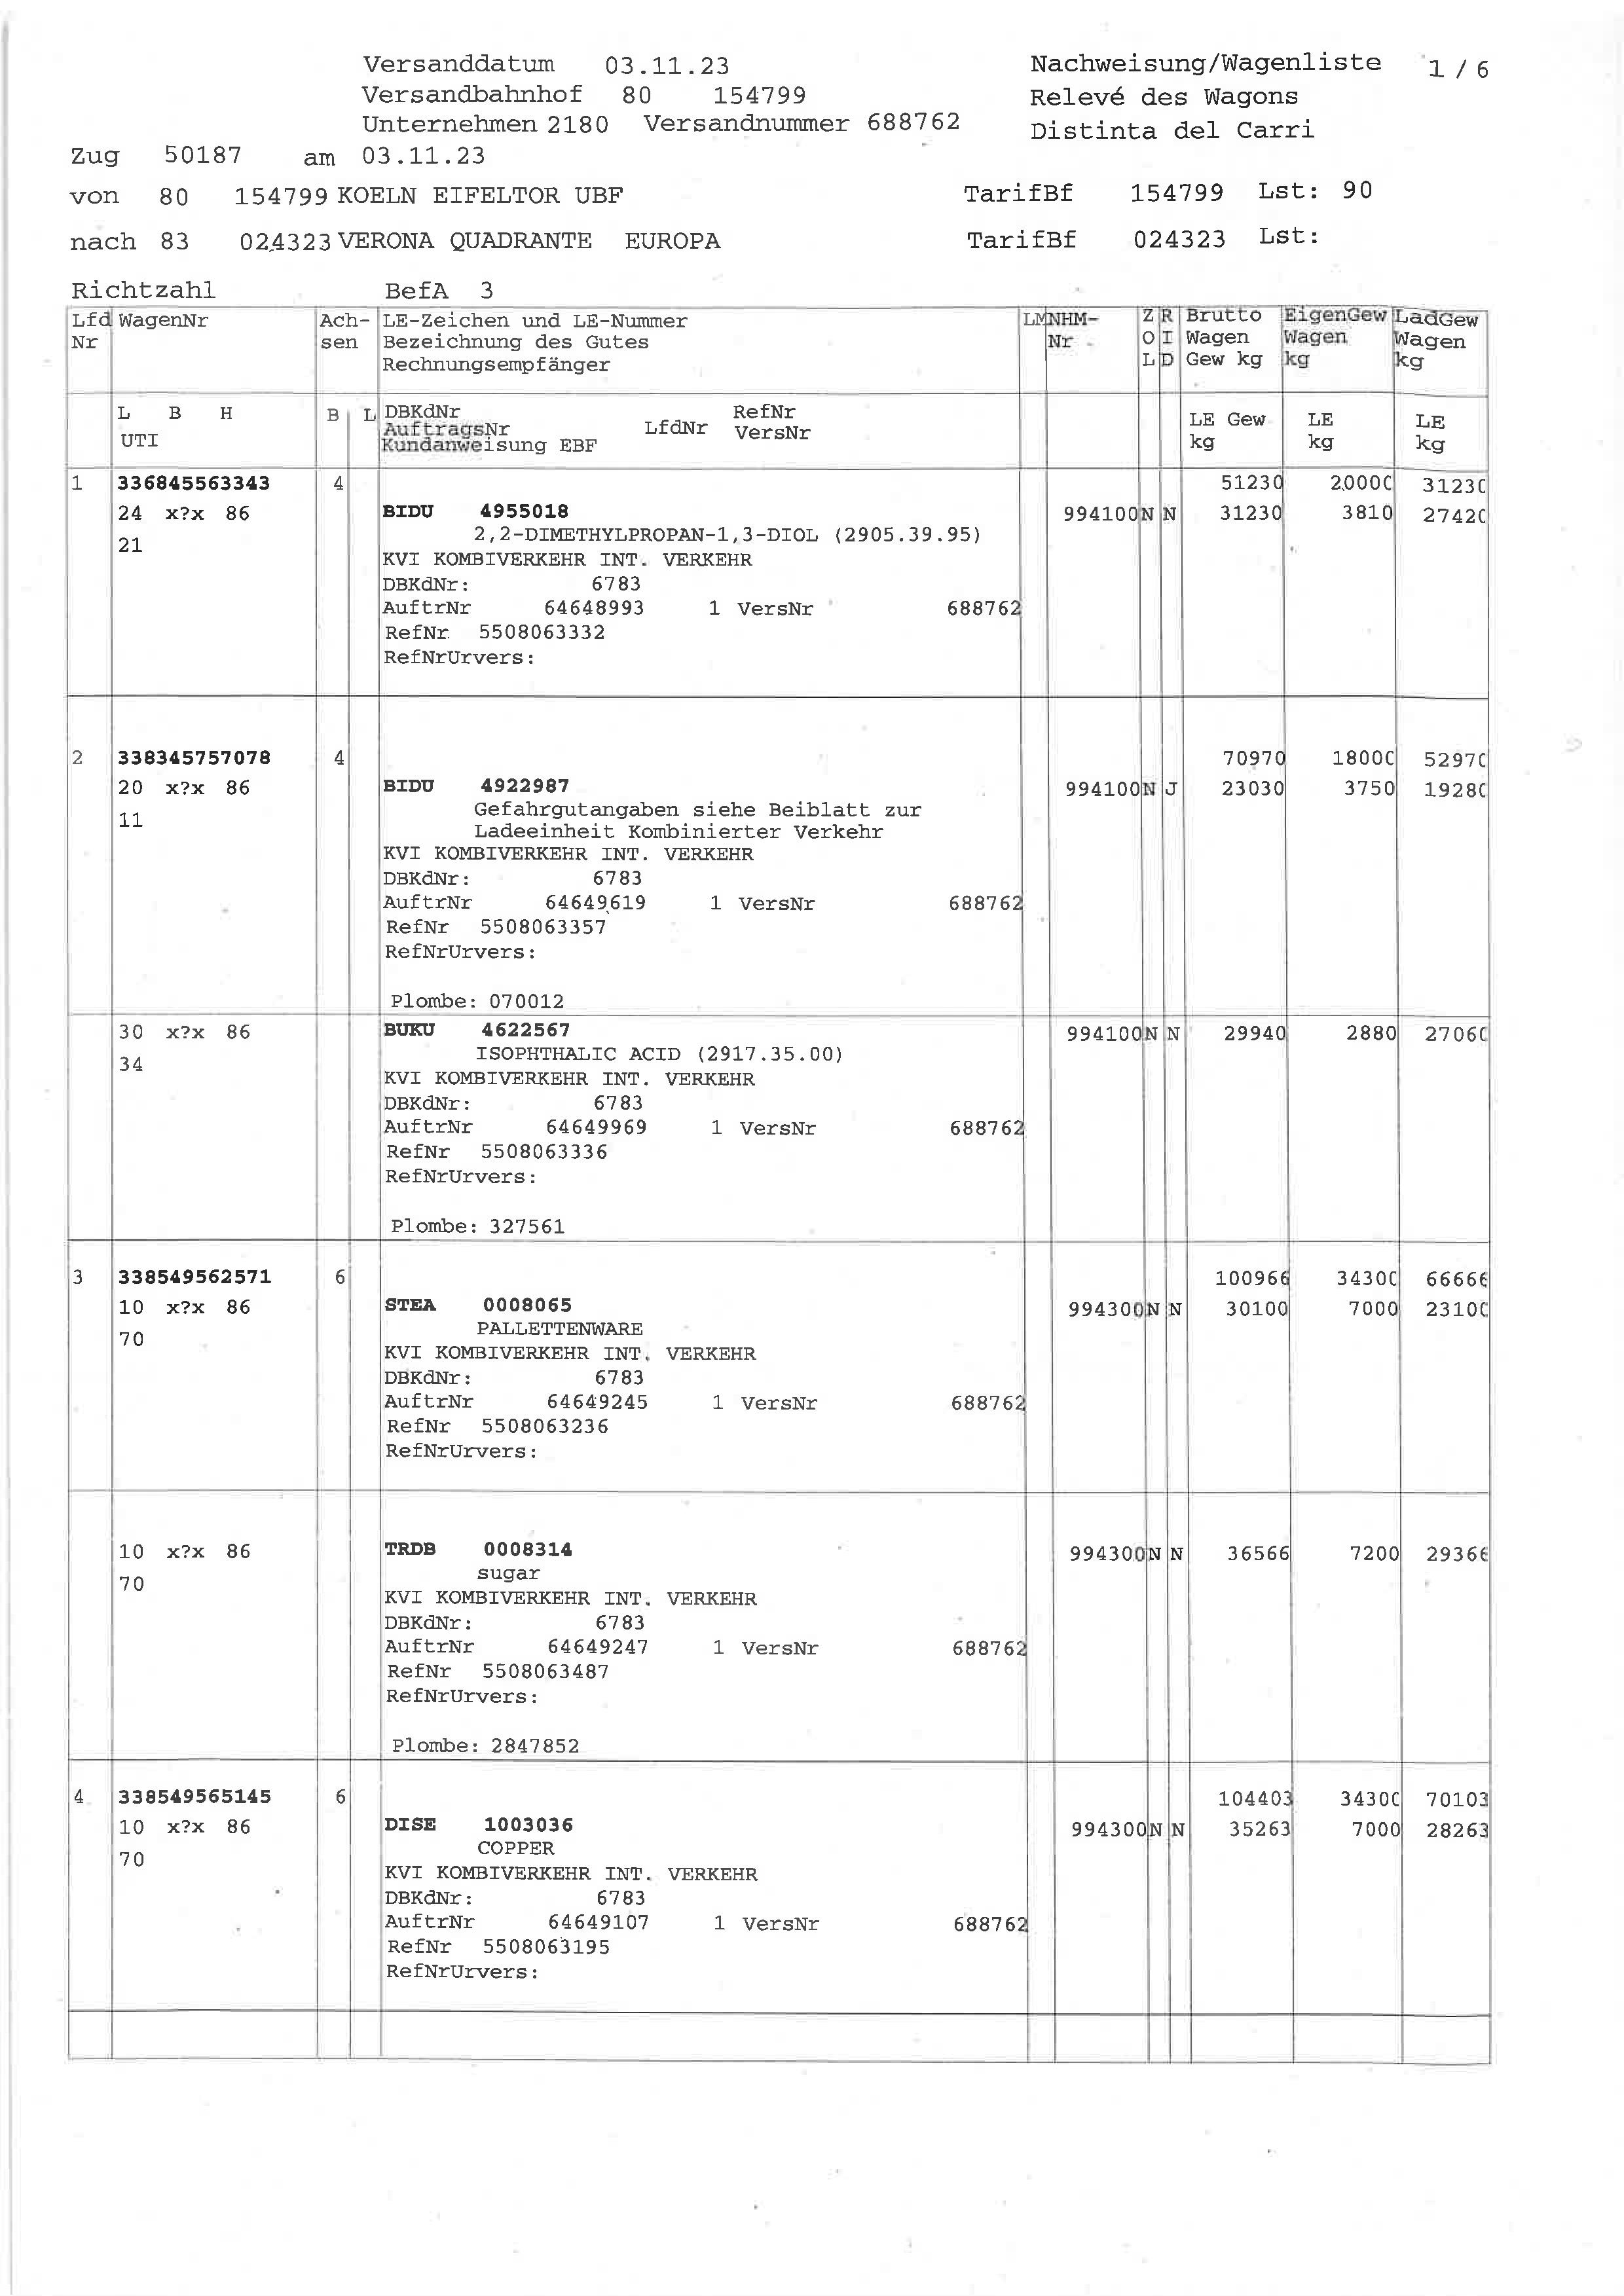 Versanddatum 03.11.23
Nachweisung/Wagenliste 1 / 6
Versandbahnhof 80 154799
Relevé des Wagons
Unternehmen 2180 Versandnummer 688762
Distinta del Carri
Zug 50187 am 03.11.23
von 80 154799 KOELN EIFELTOR UBF TarifBf 154799 Lst: 90
nach 83 024323 VERONA QUADRANTE EUROPA TarifBf 024323 Lst:
Richtzahl BefA 3
Lfd WagenNr Ach- LE-Zeichen und LE-Nummer LM NHM- Z R Brutto EigenGew LadGew
Nr sen Bezeichnung des Gutes Nr O I Wagen Wagen Wagen
Rechnungsempfänger L D Gew kg kg kg
L B H B L DBKdNr RefNr LE Gew LE LE
AuftragsNr LfdNr VersNr
UTI Kundanweisung EBF kg kg kg
1 336845563343 4 51230 20000 31230
24 x?x 86 BIDU 4955018 994100 N N 31230 3810 27420
2,2-DIMETHYLPROPAN-1,3-DIOL (2905.39.95)
21
KVI KOMBIVERKEHR INT. VERKEHR
DBKdNr: 6783
AuftrNr 64648993 1 VersNr 688762
RefNr 5508063332
RefNrUrvers:
2 338345757078 4 70970 18000 52970
20 x?x 86 BIDU 4922987 994100 N J 23030 3750 19280
Gefahrgutangaben siehe Beiblatt zur
11
Ladeeinheit Kombinierter Verkehr
KVI KOMBIVERKEHR INT. VERKEHR
DBKdNr: 6783
AuftrNr 64649619 1 VersNr 688762
RefNr 5508063357
RefNrUrvers:
Plombe: 070012
30 x?x 86 BUKU 4622567 994100 N N 29940 2880 27060
ISOPHTHALIC ACID (2917.35.00)
34
KVI KOMBIVERKEHR INT. VERKEHR
DBKdNr: 6783
AuftrNr 64649969 1 VersNr 688762
RefNr 5508063336
RefNrUrvers:
Plombe: 327561
3 338549562571 6 100966 34300 66666
10 x?x 86 STEA 0008065 994300 N N 30100 7000 23100
PALLETTENWARE
70
KVI KOMBIVERKEHR INT. VERKEHR
DBKdNr: 6783
AuftrNr 64649245 1 VersNr 688762
RefNr 5508063236
RefNrUrvers:
10 x?x 86 TRDB 0008314 994300 N N 36566 7200 29366
sugar
70
KVI KOMBIVERKEHR INT. VERKEHR
DBKdNr: 6783
AuftrNr 64649247 1 VersNr 688762
RefNr 5508063487
RefNrUrvers:
Plombe: 2847852
4 338549565145 6 104403 34300 70103
10 x?x 86 DISE 1003036 994300 N N 35263 7000 28263
COPPER
70
KVI KOMBIVERKEHR INT. VERKEHR
DBKdNr: 6783
AuftrNr 64649107 1 VersNr 688762
RefNr 5508063195
RefNrUrvers: